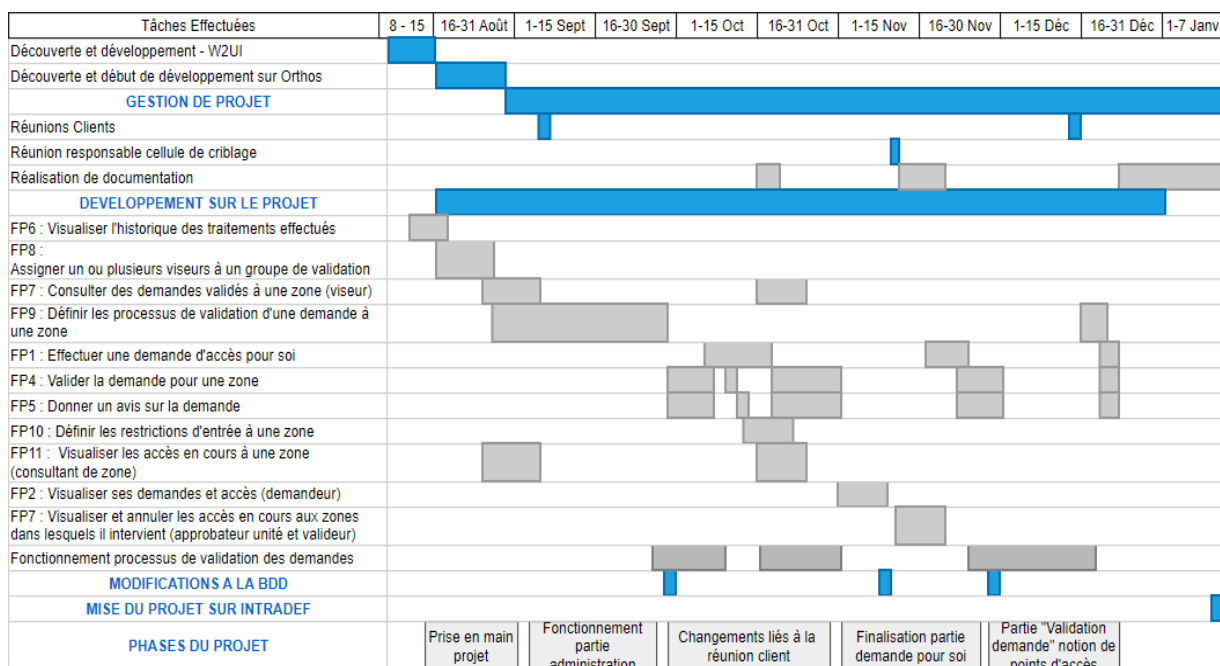 Tâches Effectuées 8 - 15 16-31 Août 1-15 Sept 16-30 Sept 1-15 Oct 16-31 Oct 1-15 Nov 16-30 Nov 1-15 Déc 16-31 Déc 1-7 Janv
Découverte et développement - W2UI
Découverte et début de développement sur Orthos
GESTION DE PROJET
Réunions Clients
Réunion responsable cellule de criblage
Réalisation de documentation
DEVELOPPEMENT SUR LE PROJET
FP6 : Visualiser l'historique des traitements effectués
FP8 :
Assigner un ou plusieurs viseurs à un groupe de validation
FP7 : Consulter des demandes validés à une zone (viseur)
FP9 : Définir les processus de validation d'une demande à
une zone
FP1 : Effectuer une demande d'accès pour soi
FP4 : Valider la demande pour une zone
FP5 : Donner un avis sur la demande
FP10 : Définir les restrictions d'entrée à une zone
FP11 : Visualiser les accès en cours à une zone
(consultant de zone)
FP2 : Visualiser ses demandes et accès (demandeur)
FP7 : Visualiser et annuler les accès en cours aux zones
dans lesquels il intervient (approbateur unité et valideur)
Fonctionnement processus de validation des demandes
MODIFICATIONS A LA BDD
MISE DU PROJET SUR INTRADEF
PHASES DU PROJET
Prise en main
projet
Fonctionnement
partie
administration
Changements liés à la
réunion client
Finalisation partie
demande pour soi
Partie "Validation
demande" notion de
points d'accès